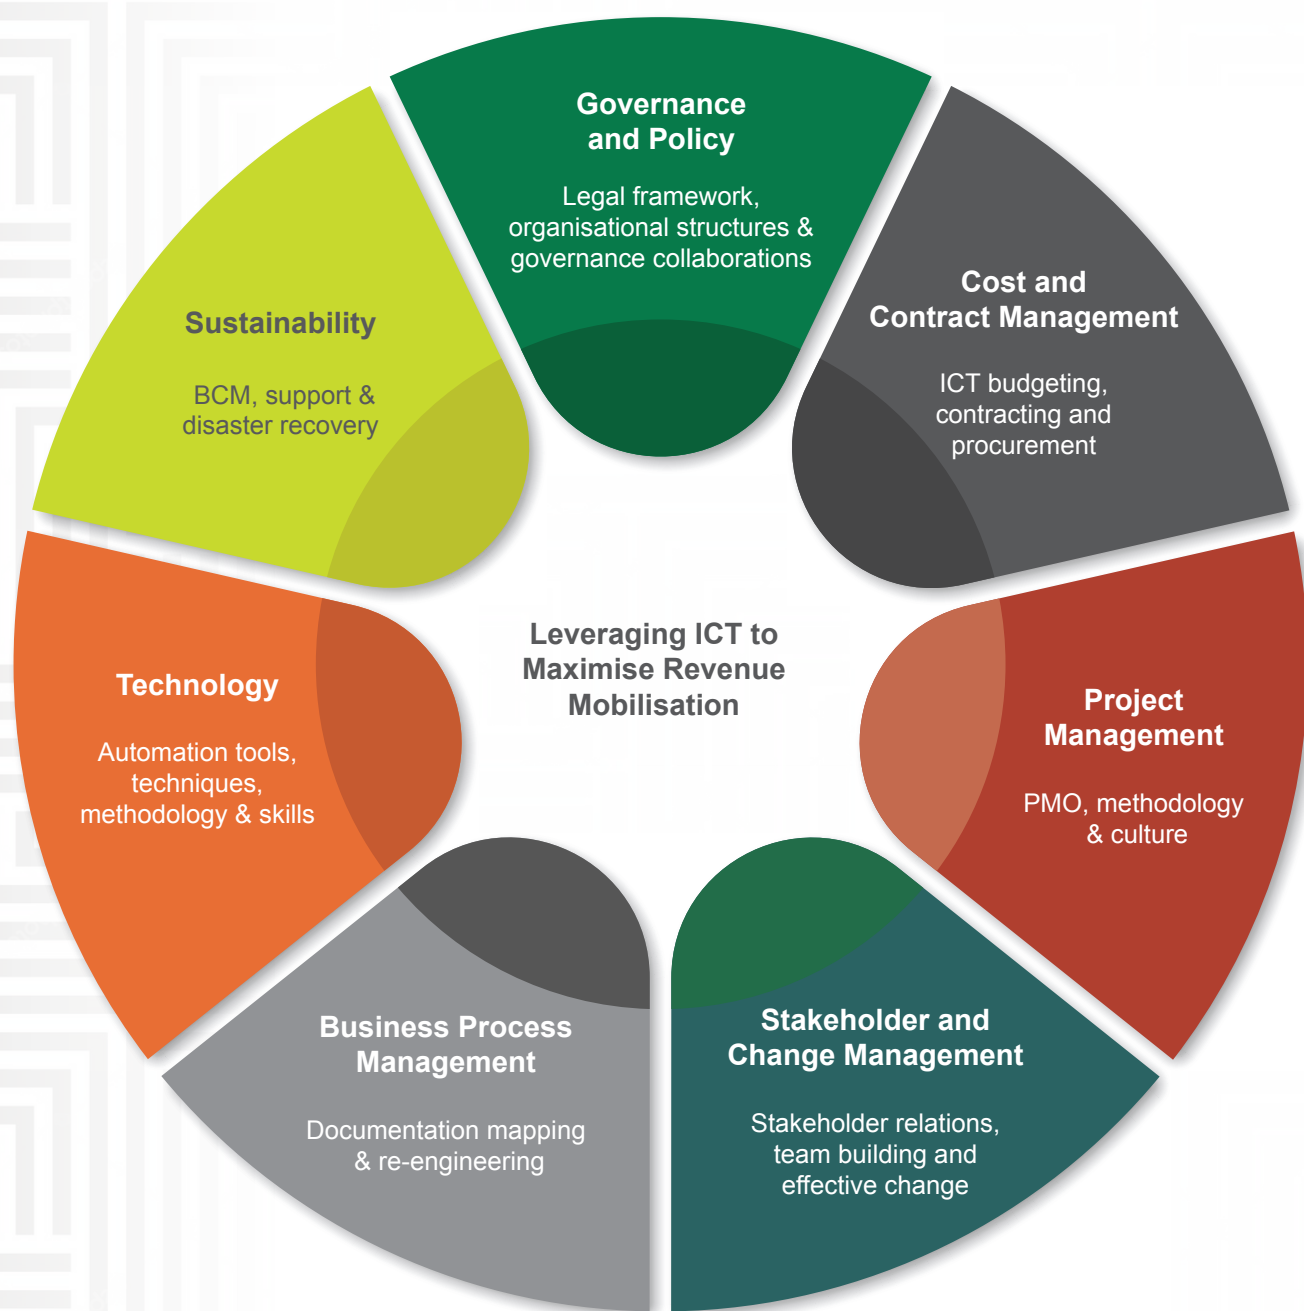 Governance
and Policy
Legal framework,
organisational structures &
governance collaborations
Cost and
Contract Management
ICT budgeting,
contracting and
procurement
Project
Management
PMO, methodology
& culture
Stakeholder and
Change Management
Stakeholder relations,
team building and
effective change
Business Process
Management
Documentation mapping
& re-engineering
Technology
Automation tools,
techniques,
methodology & skills
Sustainability
BCM, support &
disaster recovery
Leveraging ICT to
Maximise Revenue
Mobilisation